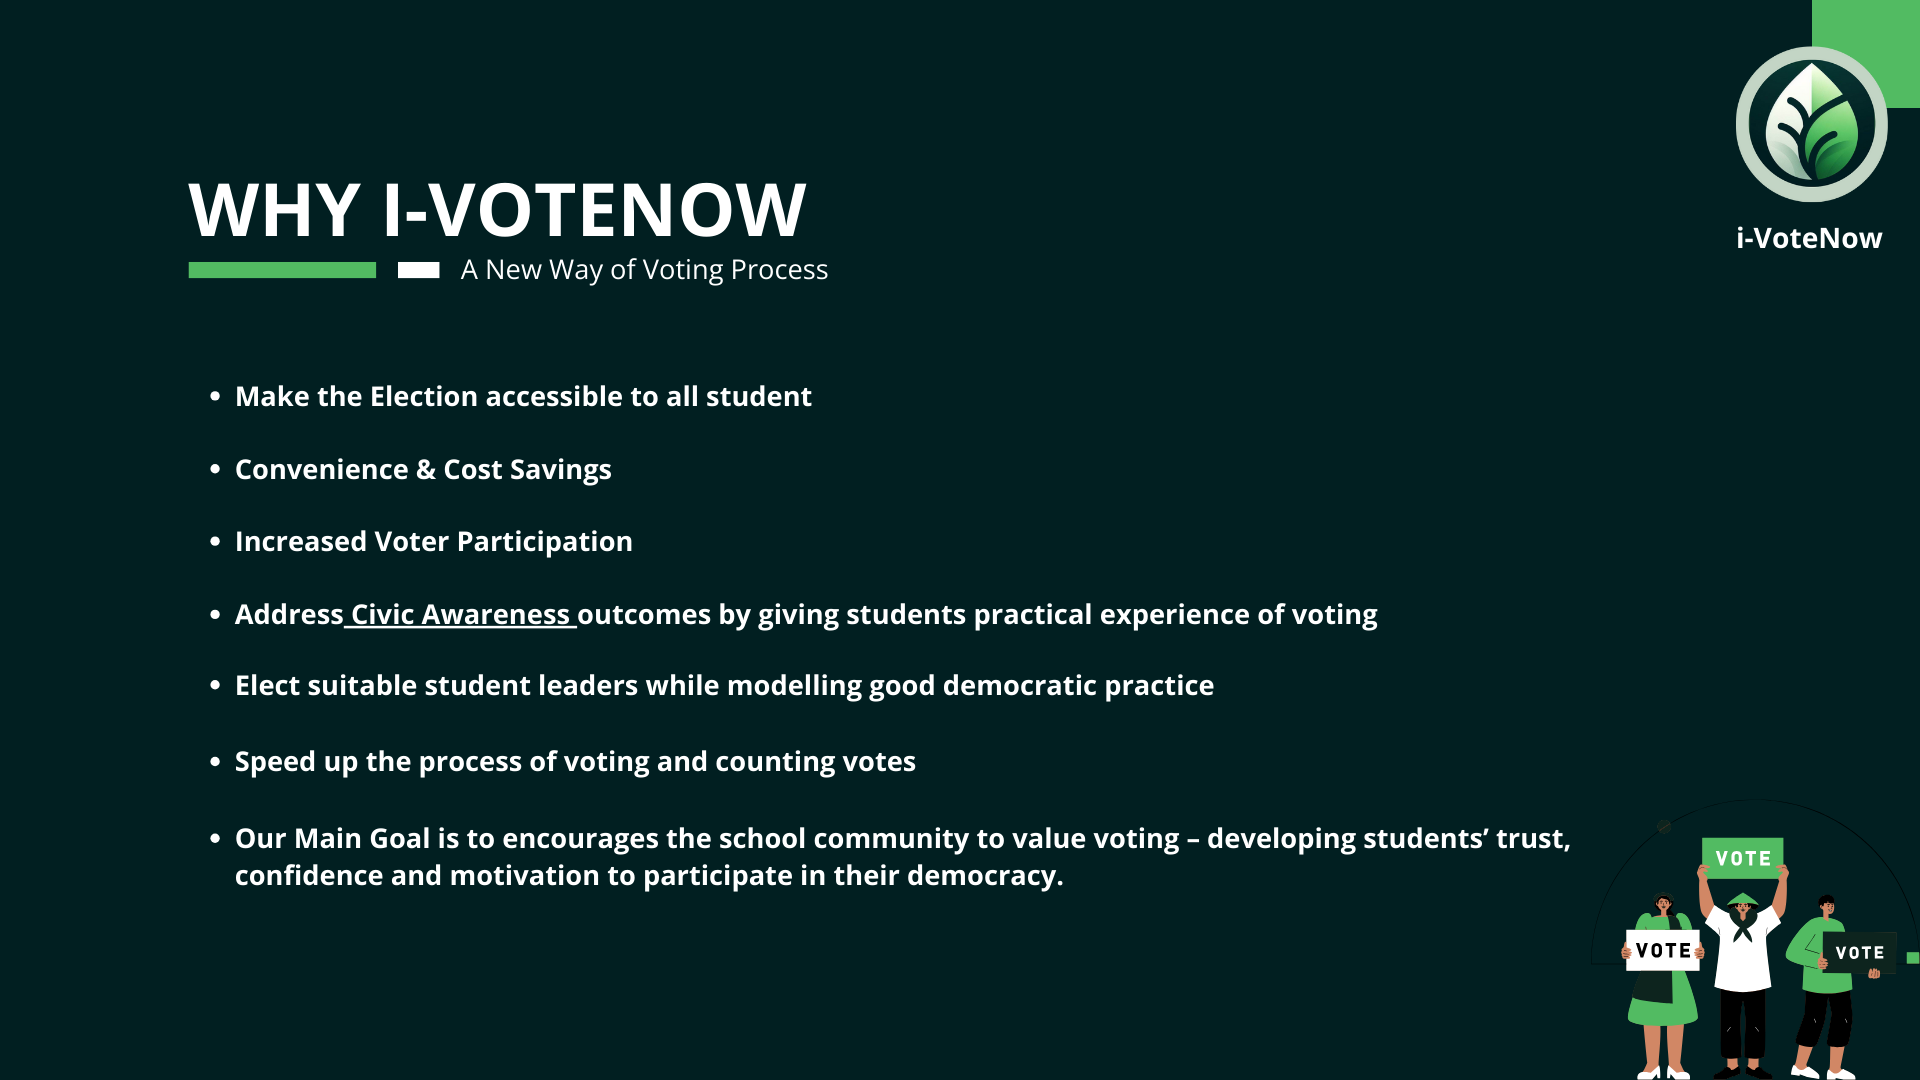 i-VoteNow
WHY I-VOTENOW
A New Way of Voting Process
• Make the Election accessible to all student
• Convenience & Cost Savings
• Increased Voter Participation
• Address Civic Awareness outcomes by giving students practical experience of voting
• Elect suitable student leaders while modelling good democratic practice
• Speed up the process of voting and counting votes
• Our Main Goal is to encourages the school community to value voting – developing students’ trust,
confidence and motivation to participate in their democracy.
VOTE
VOTE
VOTE